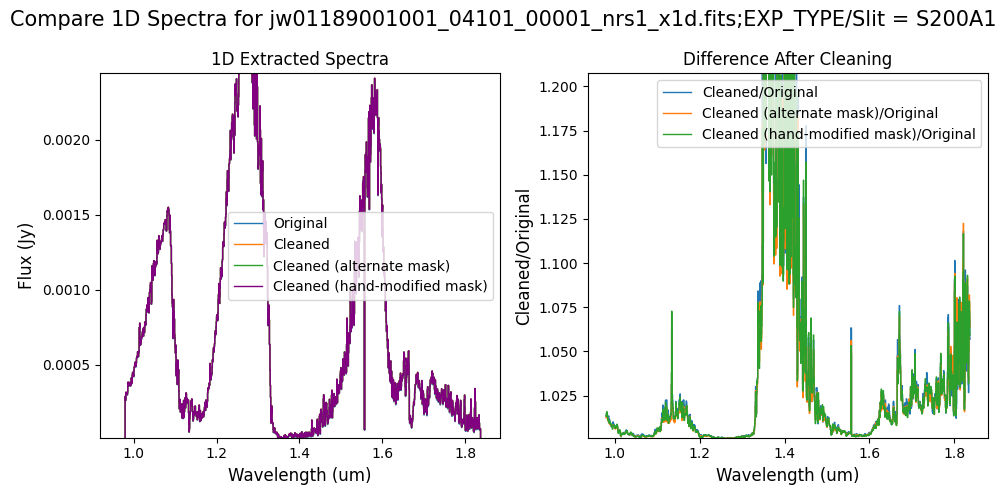 Compare 1D Spectra for jw01189001001_04101_00001_nrs1_x1d.fits;EXP_TYPE/Slit = S200A1
1D Extracted Spectra
Flux (Jy)
0.0020
0.0015
0.0010
0.0005
Original
Cleaned
Cleaned (alternate mask)
Cleaned (hand-modified mask)
1.0
1.2
1.4
1.6
1.8
Wavelength (um)
Difference After Cleaning
Cleaned/Original
1.200
1.175
1.150
1.125
1.100
1.075
1.050
1.025
Cleaned/Original
Cleaned (alternate mask)/Original
Cleaned (hand-modified mask)/Original
1.0
1.2
1.4
1.6
1.8
Wavelength (um)